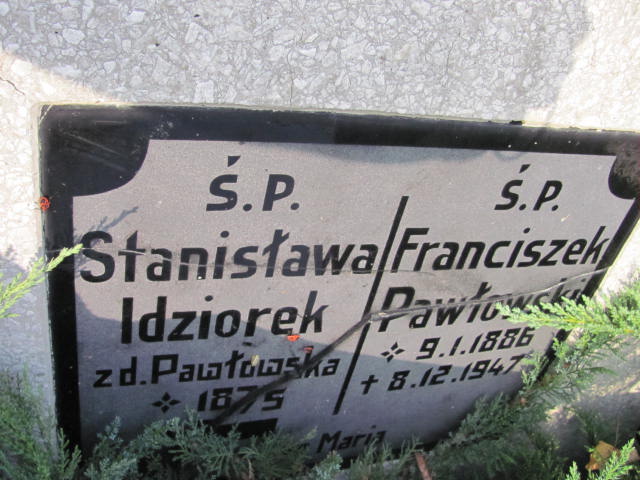 Ś.P.
Stanisława
Idziorek
zd. Pawłowska
1875
Ś.P.
Franciszek
Pawłowski
9.1.1886
8.12.1947
Maria